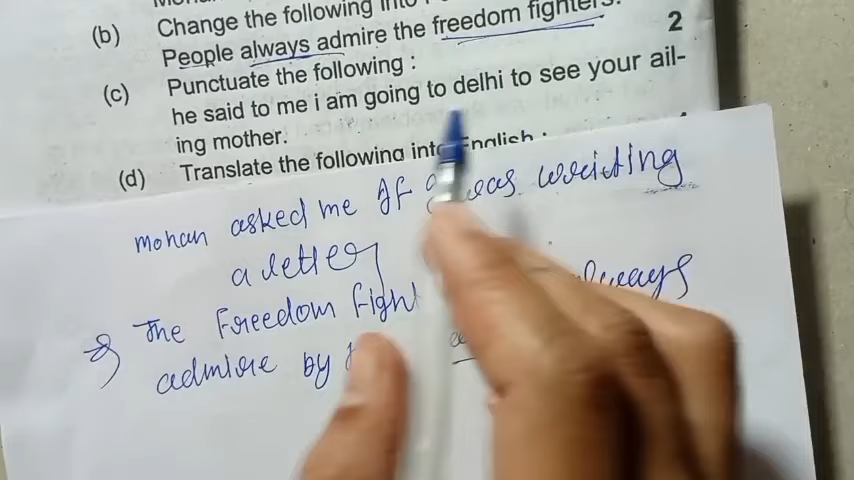 (b) Change the following into
People always admire the freedom fighters.
2
(c) Punctuate the following :
he said to me i am going to delhi to see your ail-
ing mother.
(d) Translate the following into English :
mohan asked me If was writing
a letter
The Freedom fight always
admire by